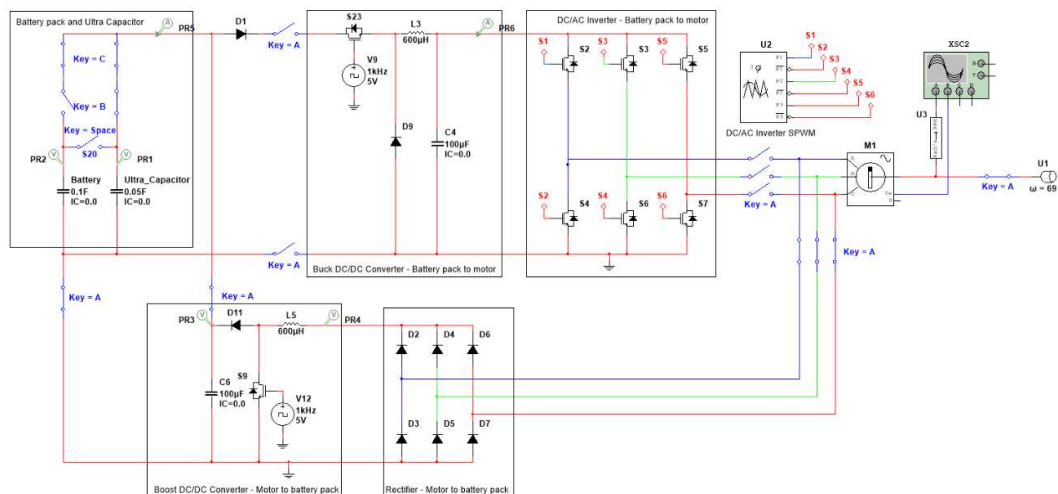 Battery pack and Ultra Capacitor
PR5
Key = C
Key = B
Key = Space
S20
PR2
PR1
Battery
0.1F
IC=0.0
Ultra_Capacitor
0.05F
IC=0.0
D1
Key = A
S23
V9
1kHz
5V
L3
600µH
PR6
D9
C4
100µF
IC=0.0
Key = A
Buck DC/DC Converter - Battery pack to motor
DC/AC Inverter - Battery pack to motor
S1
S2
S3
S3
S5
S5
S2
S4
S4
S6
S6
S7
U2
S1
S2
S3
S4
S5
S6
DC/AC Inverter SPWM
XSC2
U3
M1
A
Key = A
Key = A
U1
ω = 69
Key = A
Key = A
Key = A
PR3
D11
L5
600µH
PR4
C6
100µF
IC=0.0
S9
V12
1kHz
5V
Boost DC/DC Converter - Motor to battery pack
D2
D4
D6
D3
D5
D7
Rectifier - Motor to battery pack